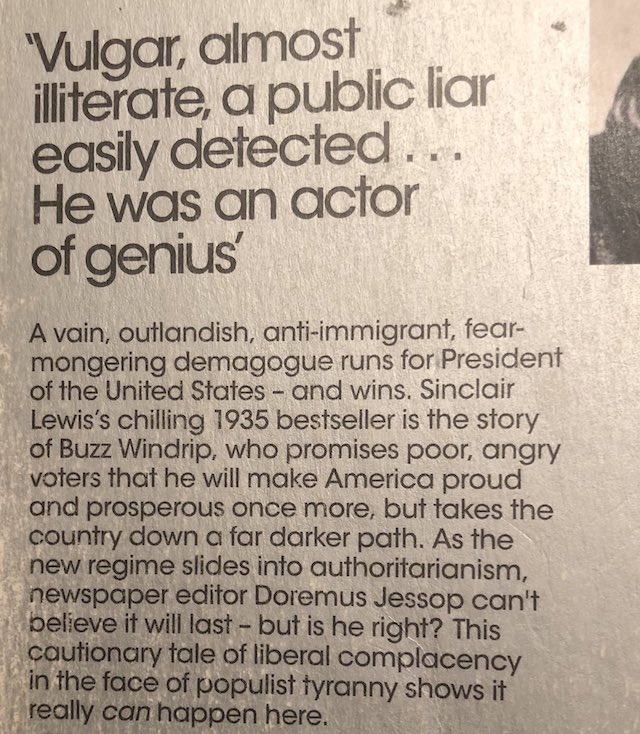 ‘Vulgar, almost
illiterate, a public liar
easily detected . . .
He was an actor
of genius’
A vain, outlandish, anti-immigrant, fear-
mongering demagogue runs for President
of the United States – and wins. Sinclair
Lewis’s chilling 1935 bestseller is the story
of Buzz Windrip, who promises poor, angry
voters that he will make America proud
and prosperous once more, but takes the
country down a far darker path. As the
new regime slides into authoritarianism,
newspaper editor Doremus Jessop can't
believe it will last – but is he right? This
cautionary tale of liberal complacency
in the face of populist tyranny shows it
really can happen here.